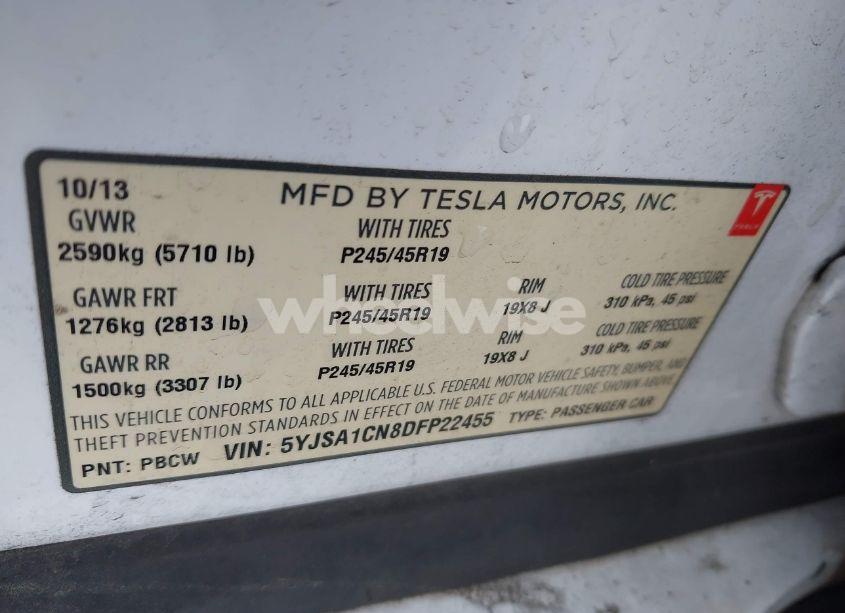 10/13 MFD BY TESLA MOTORS, INC.
TESLA
GVWR WITH TIRES
2590kg (5710 lb) P245/45R19
GAWR FRT WITH TIRES RIM COLD TIRE PRESSURE
1276kg (2813 lb) P245/45R19 19X8 J 310 kPa, 45 psi
wheelwise
GAWR RR WITH TIRES RIM COLD TIRE PRESSURE
1500kg (3307 lb) P245/45R19 19X8 J 310 kPa, 45 psi
THIS VEHICLE CONFORMS TO ALL APPLICABLE U.S. FEDERAL MOTOR VEHICLE SAFETY, BUMPER, AND
THEFT PREVENTION STANDARDS IN EFFECT ON THE DATE OF MANUFACTURE SHOWN ABOVE.
PNT: PBCW VIN: 5YJSA1CN8DFP22455 TYPE: PASSENGER CAR